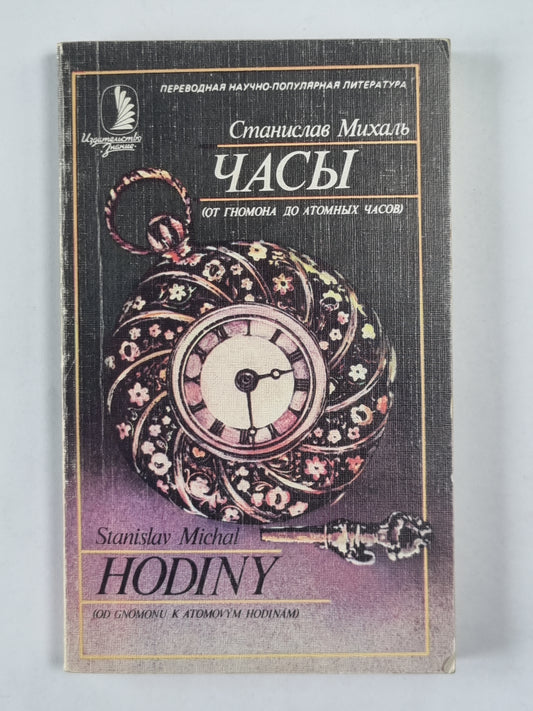 ПЕРЕВОДНАЯ НАУЧНО-ПОПУЛЯРНАЯ ЛИТЕРАТУРА
Издательство
Знание
Станислав Михаль
ЧАСЫ
(ОТ ГНОМОНА ДО АТОМНЫХ ЧАСОВ)
Stanislav Michal
HODINY
(OD GNOMONU K ATOMOVYM HODINAM)